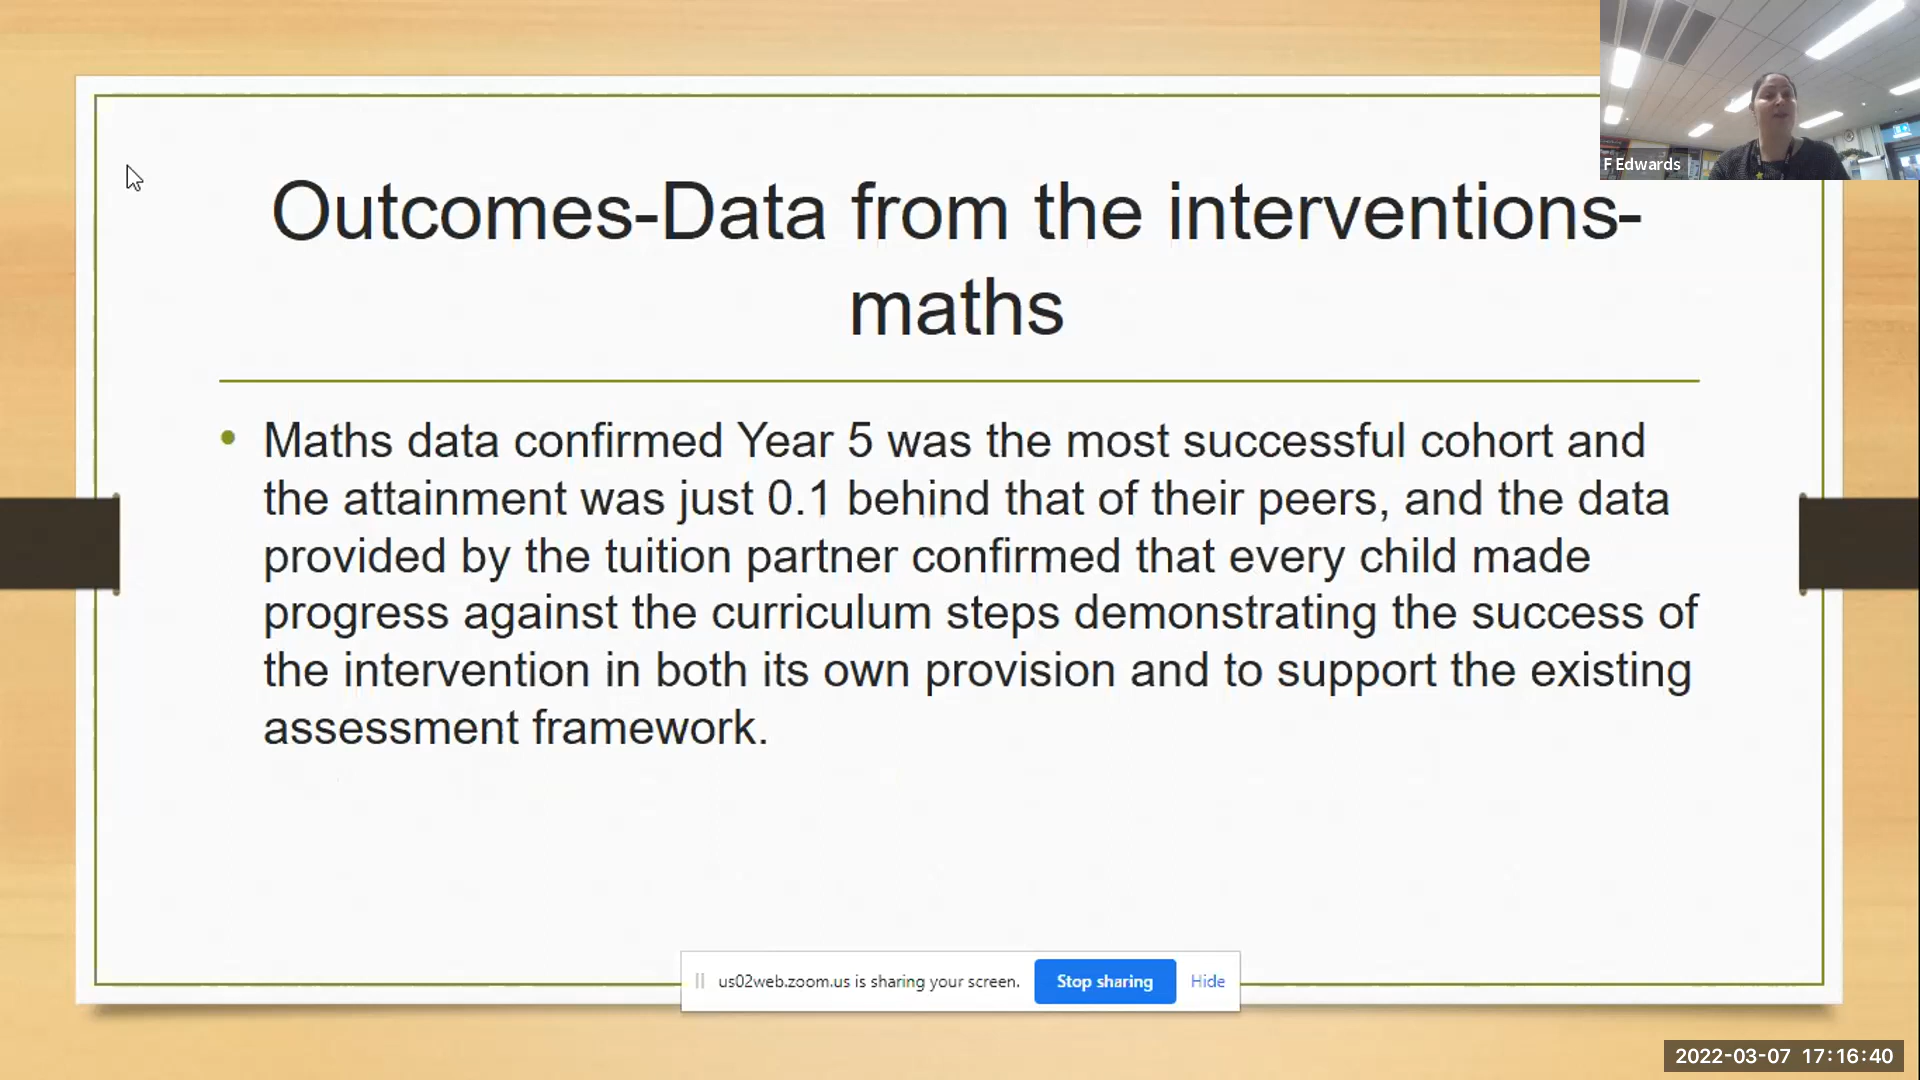 F Edwards
Outcomes-Data from the interventions-
maths
• Maths data confirmed Year 5 was the most successful cohort and
the attainment was just 0.1 behind that of their peers, and the data
provided by the tuition partner confirmed that every child made
progress against the curriculum steps demonstrating the success of
the intervention in both its own provision and to support the existing
assessment framework.
us02web.zoom.us is sharing your screen. Stop sharing Hide
2022-03-07 17:16:40